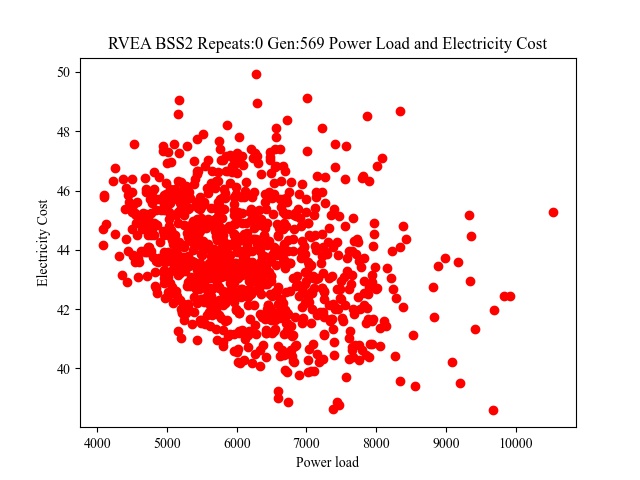 RVEA BSS2 Repeats:0 Gen:569 Power Load and Electricity Cost
50
48
46
44
42
40
Electricity Cost
4000 5000 6000 7000 8000 9000 10000
Power load